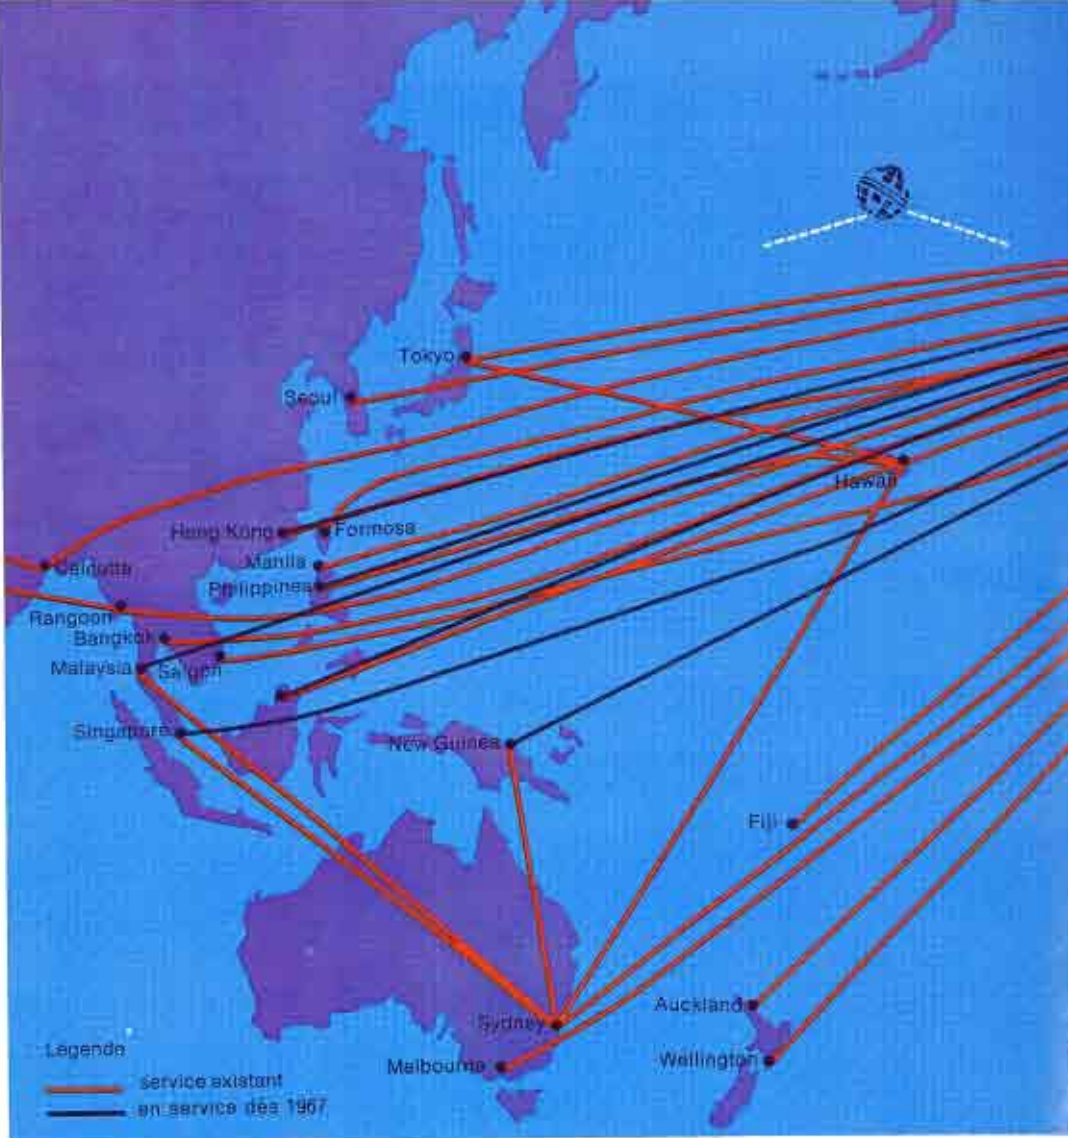 Tokyo
Seoul
Hong Kong
Formosa
Manila
Philippines
Calcutta
Rangoon
Bangkok
Saigon
Malaysia
Singapore
New Guinea
Hawaii
Fiji
Sydney
Melbourne
Auckland
Wellington
Legende
service existant
en service dès 1967